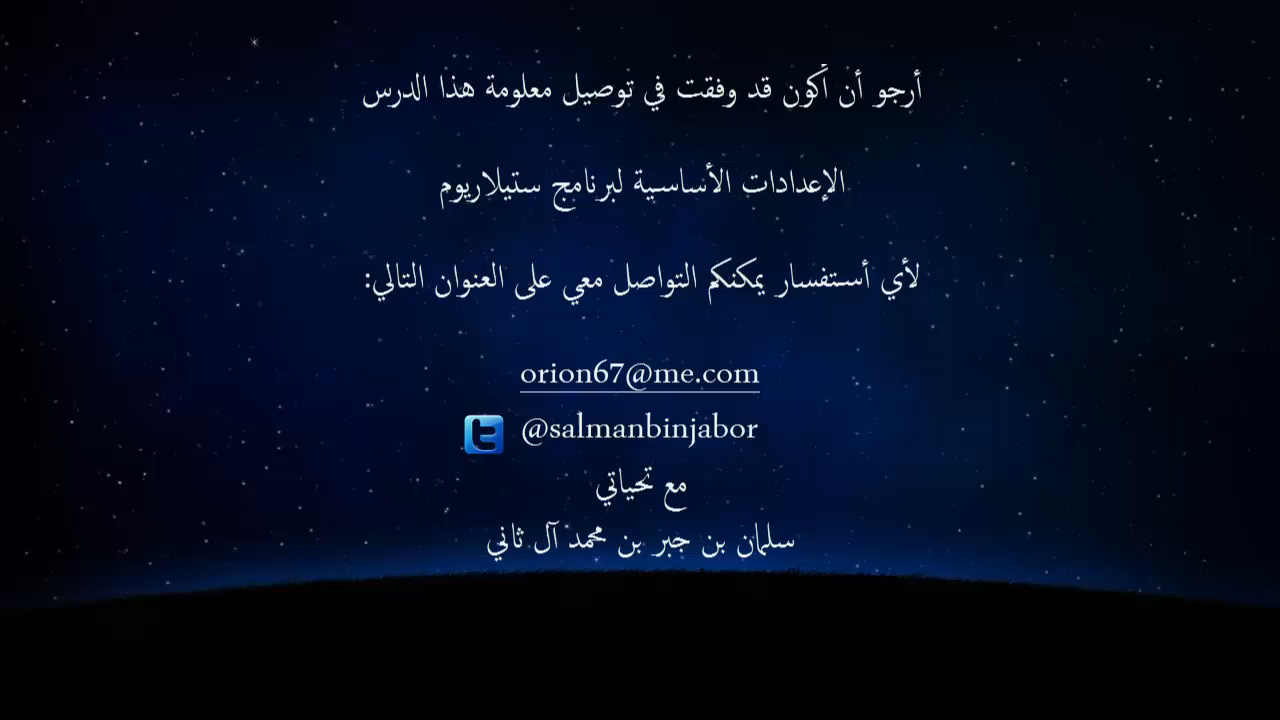 أرجو أن أكون قد وفقت في توصيل معلومة هذا الدرس
الإعدادات الأساسية لبرنامج ستيلاريوم
لأي أستفسار يمكنكم التواصل معي على العنوان التالي:
orion67@me.com
@salmanbinjabor
مع تحياتي
سلمان بن جبر بن محمد آل ثاني